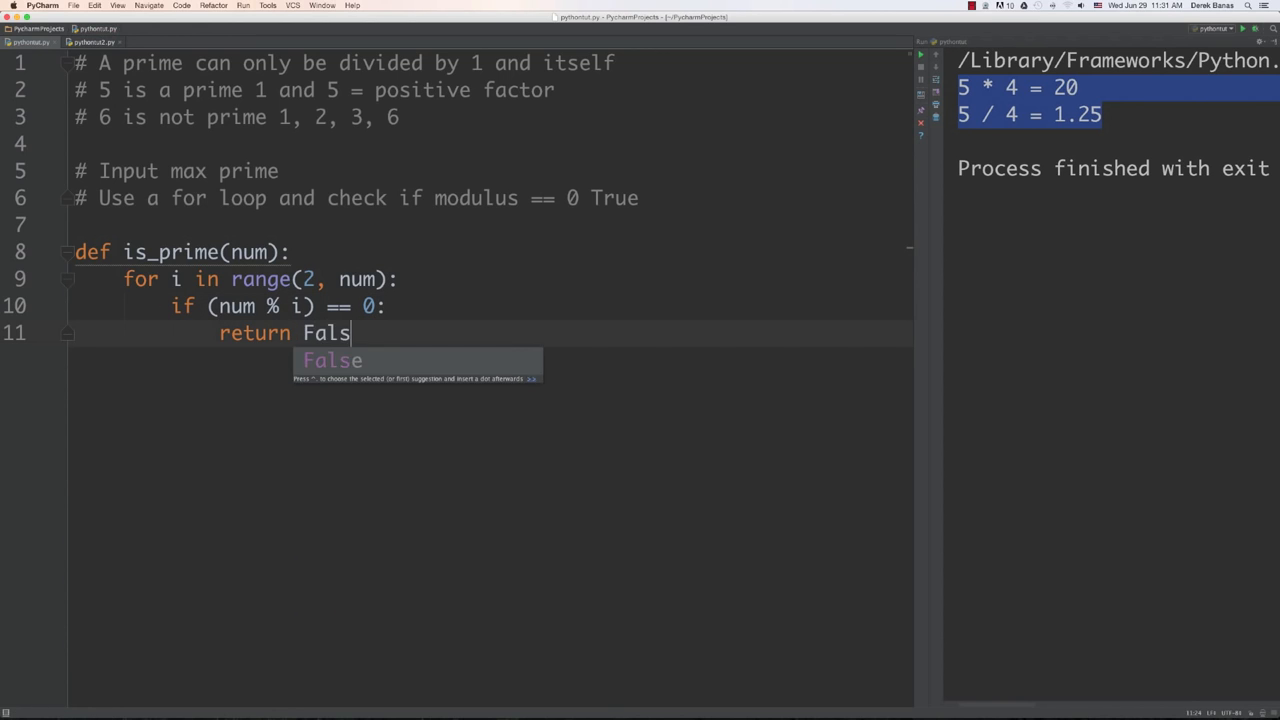 PyCharm File Edit View Navigate Code Refactor Run Tools VCS Window Help 10 Wed Jun 29 11:31 AM Derek Banas
pythontut.py - PycharmProjects - [~/PycharmProjects]
PycharmProjects pythontut.py pythontut
pythontut.py × pythontut2.py × Run pythontut
1 # A prime can only be divided by 1 and itself
2 # 5 is a prime 1 and 5 = positive factor
3 # 6 is not prime 1, 2, 3, 6
4
5 # Input max prime
6 # Use a for loop and check if modulus == 0 True
7
8 def is_prime(num):
9 for i in range(2, num):
10 if (num % i) == 0:
11 return Fals
False
Press ^. to choose the selected (or first) suggestion and insert a dot afterwards >>
/Library/Frameworks/Python.
5 * 4 = 20
5 / 4 = 1.25
Process finished with exit
11:24 LF÷ UTF-8÷